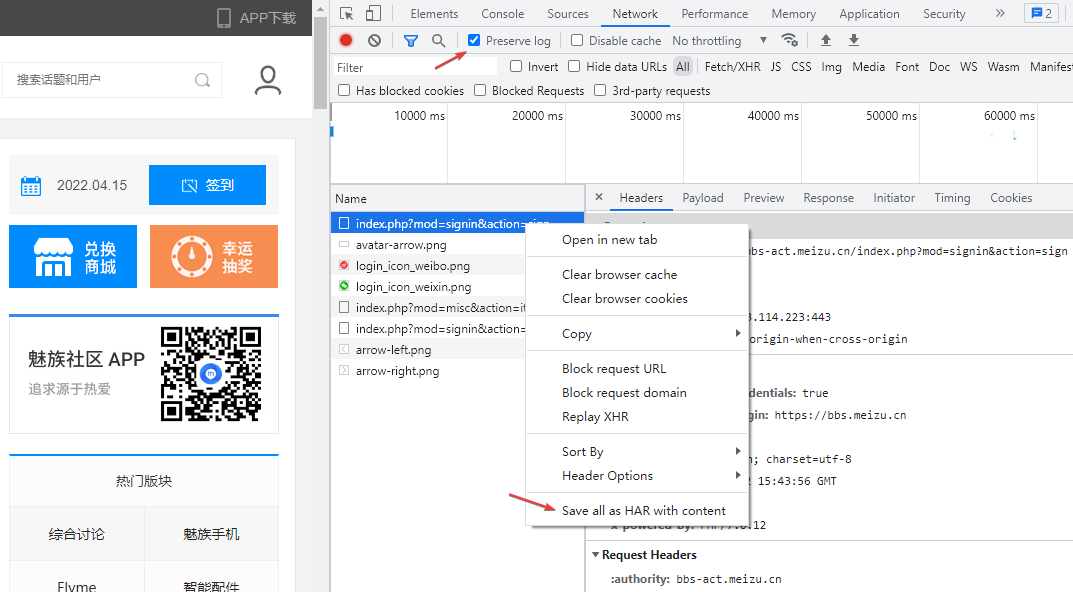 APP下载
搜索话题和用户
2022.04.15
签到
兑换
商城
幸运
抽奖
魅族社区 APP
追求源于热爱
热门版块
综合讨论
魅族手机
Flyme
智能配件
Elements Console Sources Network Performance Memory Application Security » 2
Preserve log Disable cache No throttling
Filter Invert Hide data URLs All Fetch/XHR JS CSS Img Media Font Doc WS Wasm Manifest
Has blocked cookies Blocked Requests 3rd-party requests
10000 ms 20000 ms 30000 ms 40000 ms 50000 ms 60000 ms
Name
index.php?mod=signin&action=sign
avatar-arrow.png
login_icon_weibo.png
login_icon_weixin.png
index.php?mod=misc&action=it
index.php?mod=signin&action=
arrow-left.png
arrow-right.png
× Headers Payload Preview Response Initiator Timing Cookies
Open in new tab
Clear browser cache
Clear browser cookies
Copy
Block request URL
Block request domain
Replay XHR
Sort By
Header Options
Save all as HAR with content
bbs-act.meizu.cn/index.php?mod=signin&action=sign
.114.223:443
origin-when-cross-origin
dentials: true
gin: https://bbs.meizu.cn
; charset=utf-8
15:43:56 GMT
x-powered-by: PHP/7.0.12
Request Headers
:authority: bbs-act.meizu.cn